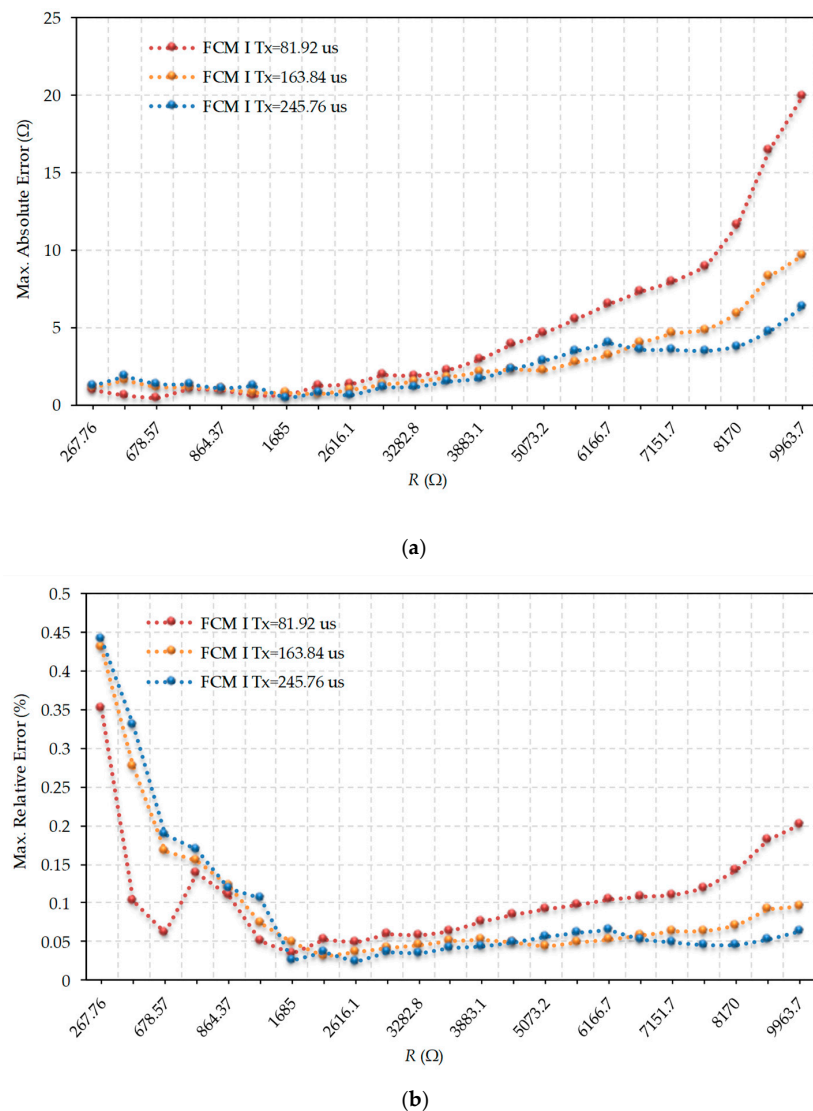 25
20
15
10
5
0
Max. Absolute Error (Ω)
FCM I Tx=81.92 us
FCM I Tx=163.84 us
FCM I Tx=245.76 us
267.76 678.57 864.37 1685 2616.1 3282.8 3883.1 5073.2 6166.7 7151.7 8170 9963.7
R (Ω)
(a)
0.5
0.45
0.4
0.35
0.3
0.25
0.2
0.15
0.1
0.05
0
Max. Relative Error (%)
FCM I Tx=81.92 us
FCM I Tx=163.84 us
FCM I Tx=245.76 us
267.76 678.57 864.37 1685 2616.1 3282.8 3883.1 5073.2 6166.7 7151.7 8170 9963.7
R (Ω)
(b)